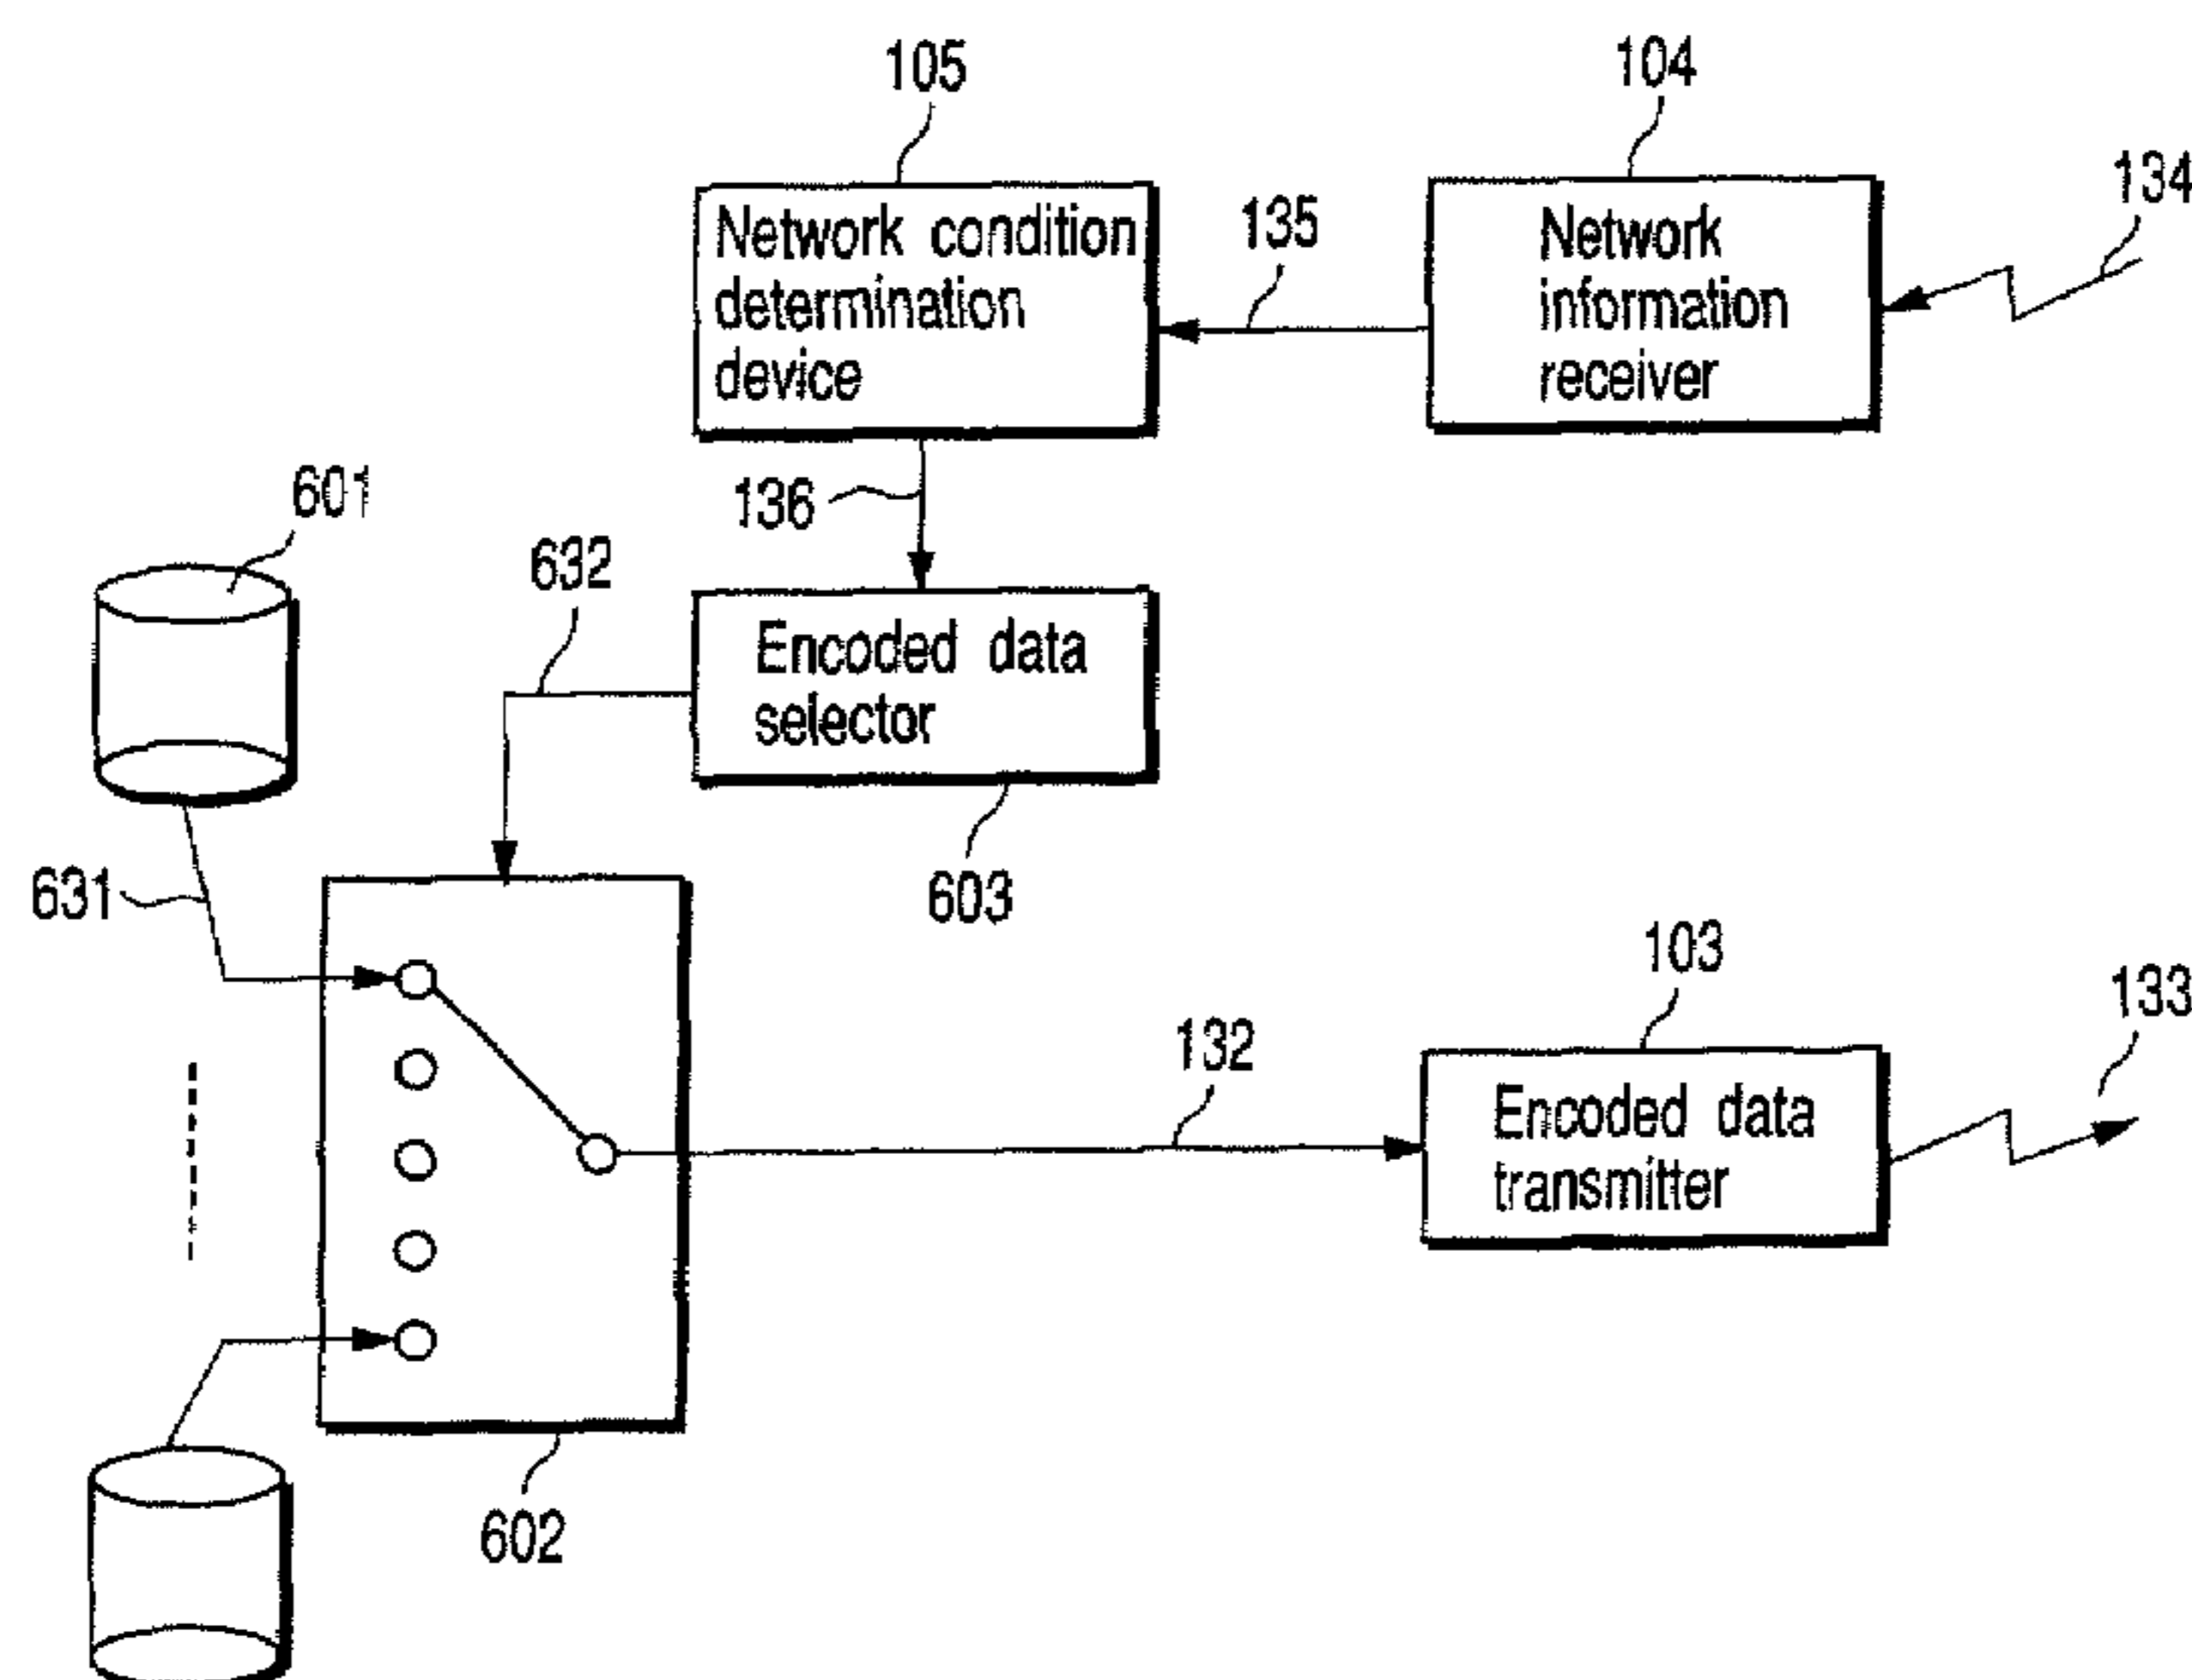 105
104
134
Network condition
determination
device
135
Network
information
receiver
601
136
632
Encoded data
selector
631
603
103
133
132
Encoded data
transmitter
602